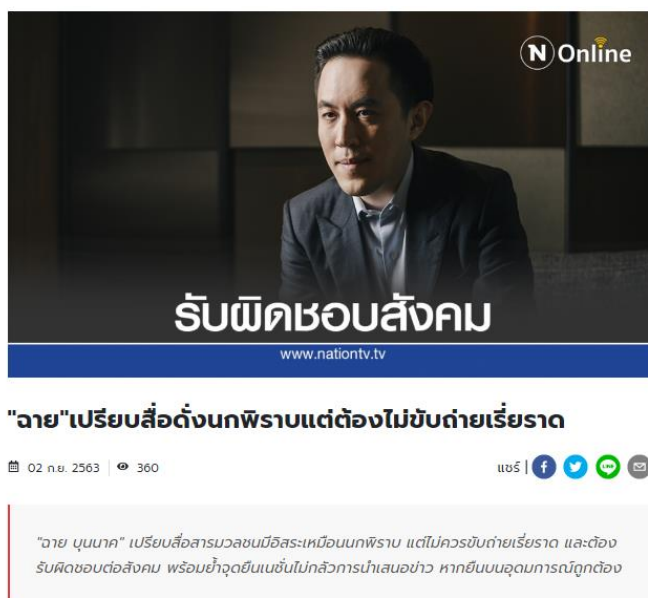 N Online
รับผิดชอบสังคม
www.nationtv.tv
"ฉาย"เปรียบสื่อดั่งนกพิราบแต่ต้องไม่ขับถ่ายเรี่ยราด
02 ก.ย. 2563 360 แชร์ |
"ฉาย บุนนาค" เปรียบสื่อสารมวลชนมีอิสระเหมือนนกพิราบ แต่ไม่ควรขับถ่ายเรี่ยราด และต้อง
รับผิดชอบต่อสังคม พร้อมย้ำจุดยืนเนชั่นไม่กลัวการนำเสนอข่าว หากยืนบนอุดมการณ์ถูกต้อง